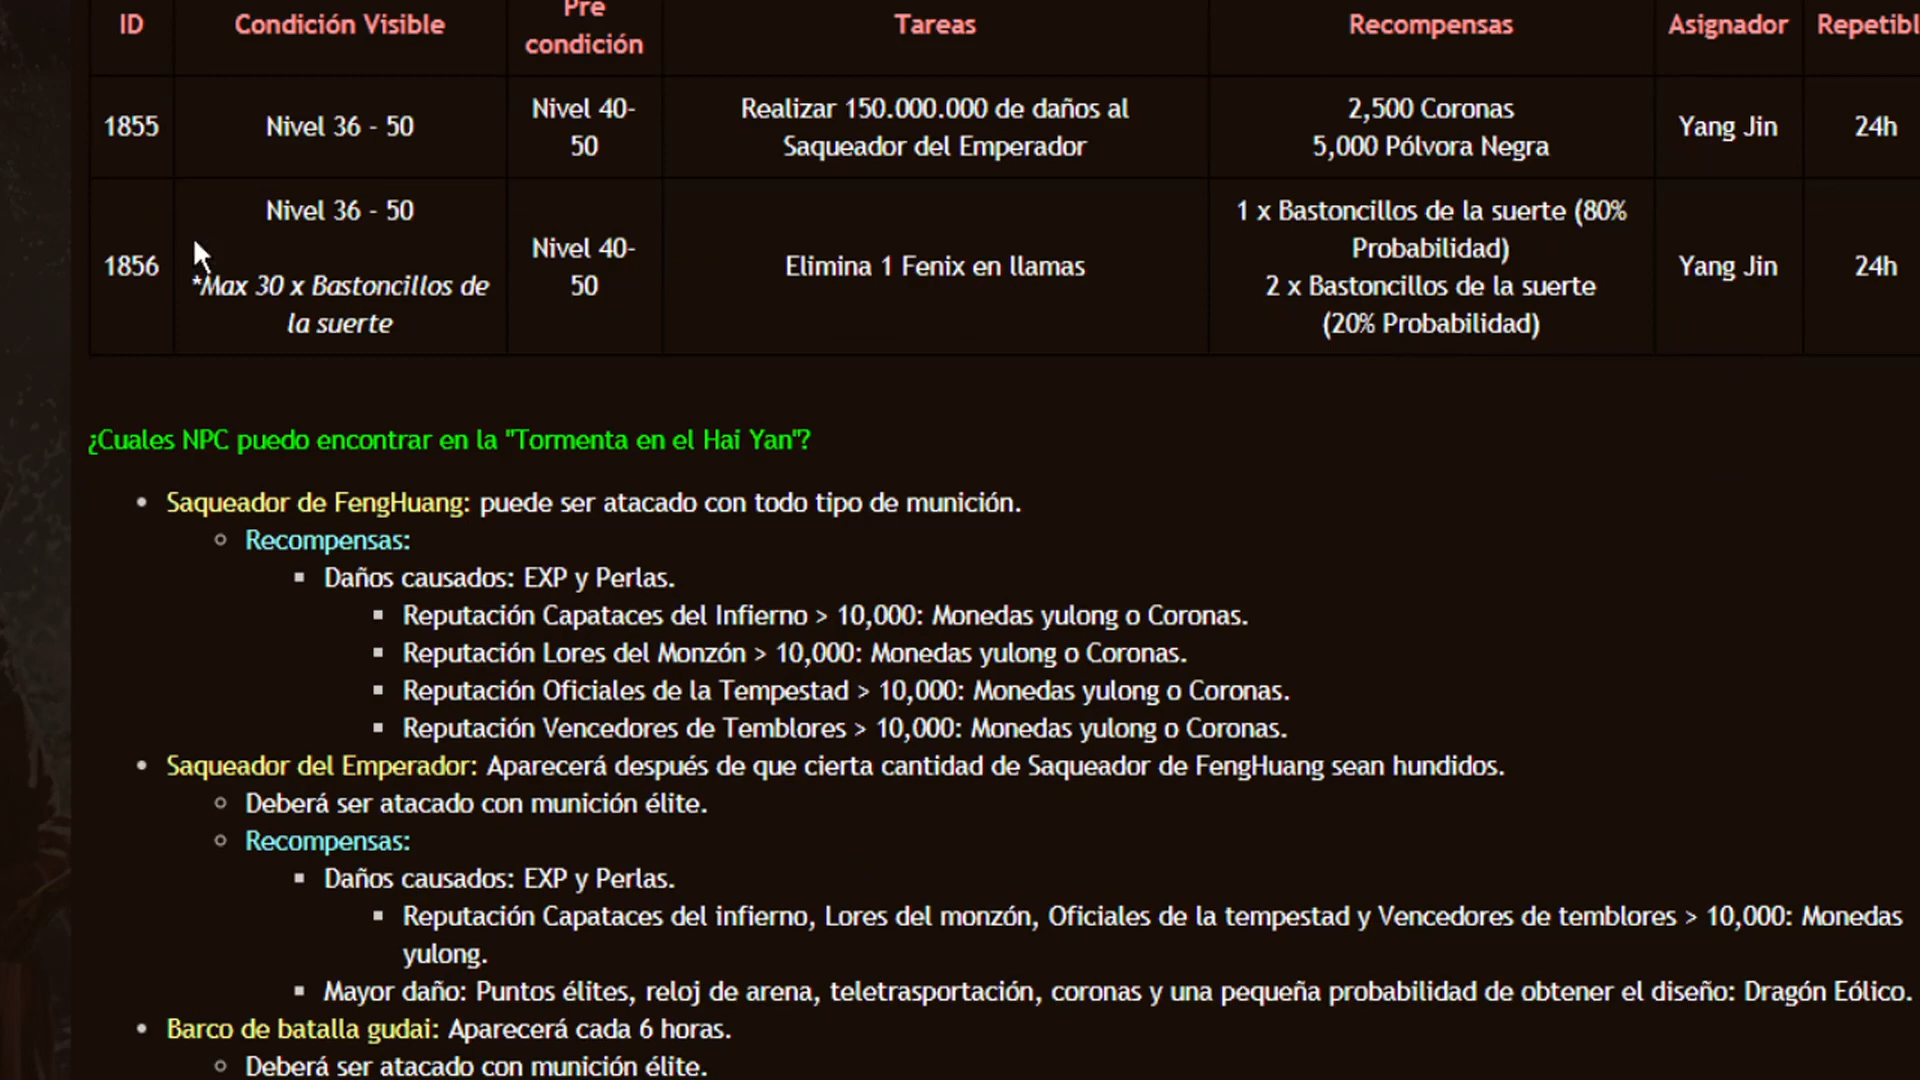 ID
Condición Visible
Pre
condición
Tareas
Recompensas
Asignador
Repetibl
1855
Nivel 36 - 50
Nivel 40-
50
Realizar 150.000.000 de daños al
Saqueador del Emperador
2,500 Coronas
5,000 Pólvora Negra
Yang Jin
24h
1856
Nivel 36 - 50
*Max 30 x Bastoncillos de
la suerte
Nivel 40-
50
Elimina 1 Fenix en llamas
1 x Bastoncillos de la suerte (80%
Probabilidad)
2 x Bastoncillos de la suerte
(20% Probabilidad)
Yang Jin
24h
¿Cuales NPC puedo encontrar en la "Tormenta en el Hai Yan"?
Saqueador de FengHuang: puede ser atacado con todo tipo de munición.
Recompensas:
Daños causados: EXP y Perlas.
Reputación Capataces del Infierno > 10,000: Monedas yulong o Coronas.
Reputación Lores del Monzón > 10,000: Monedas yulong o Coronas.
Reputación Oficiales de la Tempestad > 10,000: Monedas yulong o Coronas.
Reputación Vencedores de Temblores > 10,000: Monedas yulong o Coronas.
Saqueador del Emperador: Aparecerá después de que cierta cantidad de Saqueador de FengHuang sean hundidos.
Deberá ser atacado con munición élite.
Recompensas:
Daños causados: EXP y Perlas.
Reputación Capataces del infierno, Lores del monzón, Oficiales de la tempestad y Vencedores de temblores > 10,000: Monedas
yulong.
Mayor daño: Puntos élites, reloj de arena, teletrasportación, coronas y una pequeña probabilidad de obtener el diseño: Dragón Eólico.
Barco de batalla gudai: Aparecerá cada 6 horas.
Deberá ser atacado con munición élite.